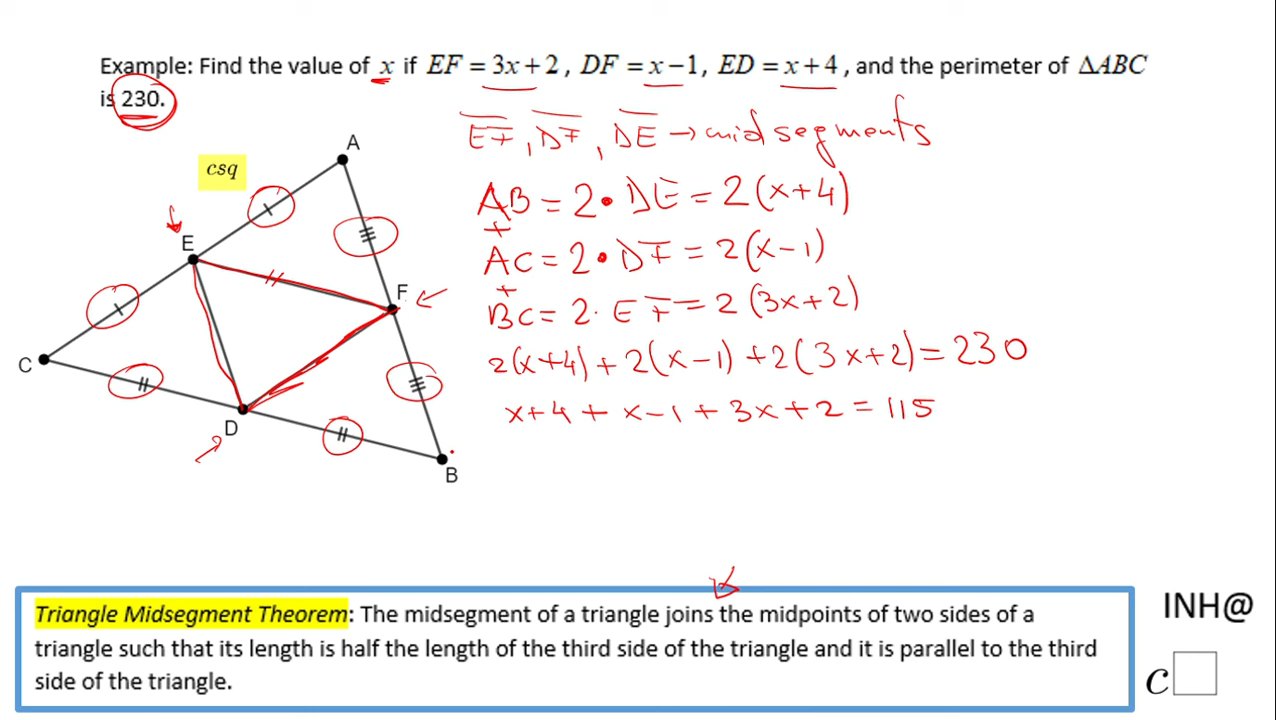 Example: Find the value of x if EF = 3x+2, DF = x−1, ED = x+4, and the perimeter of ΔABC
is 230.
EF, DF, DE → midsegments
csq
A
AB = 2 • DE = 2(x+4)
+
E
AC = 2 • DF = 2(x−1)
+
F
BC = 2 · EF = 2(3x+2)
C
2(x+4) + 2(x−1) + 2(3x+2) = 230
x+4 + x−1 + 3x+2 = 115
D
B
Triangle Midsegment Theorem: The midsegment of a triangle joins the midpoints of two sides of a
triangle such that its length is half the length of the third side of the triangle and it is parallel to the third
side of the triangle.
INH@
c